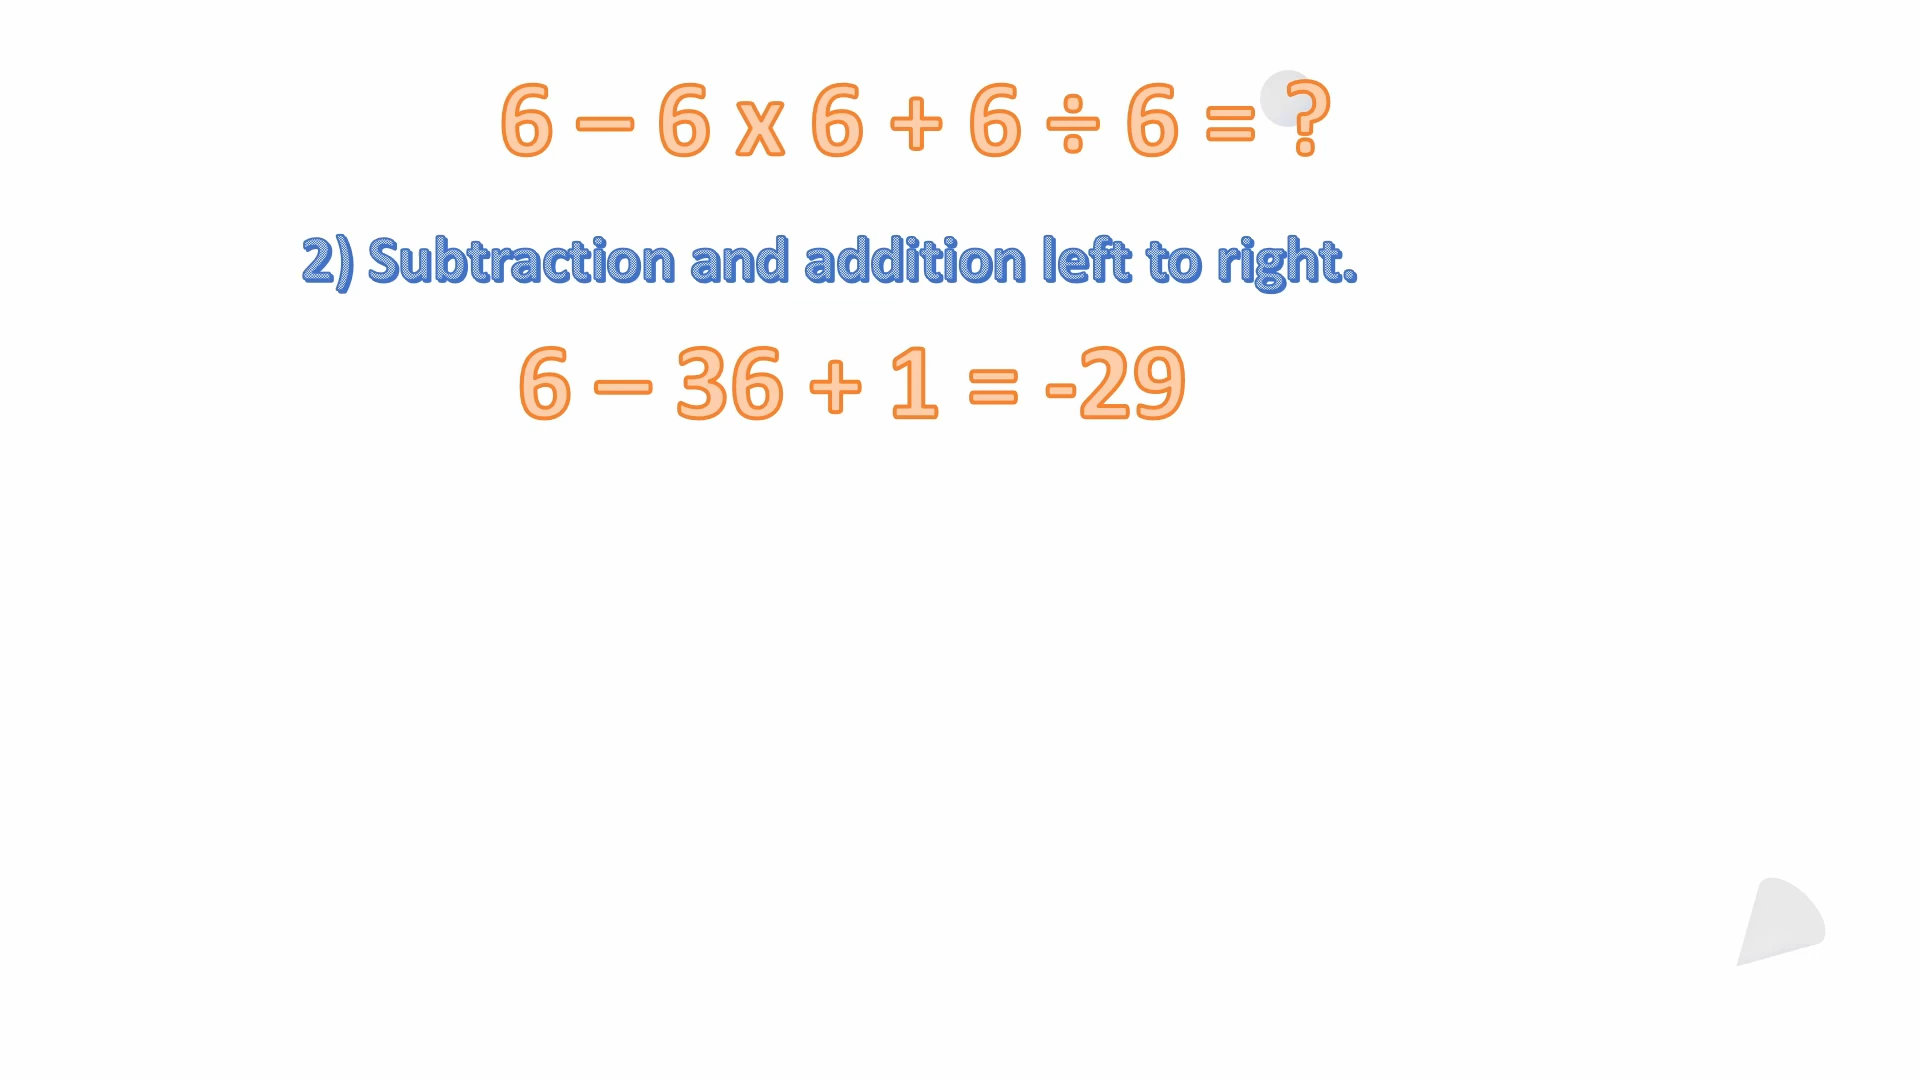 6 – 6 x 6 + 6 ÷ 6 = ?
2) Subtraction and addition left to right.
6 – 36 + 1 = -29